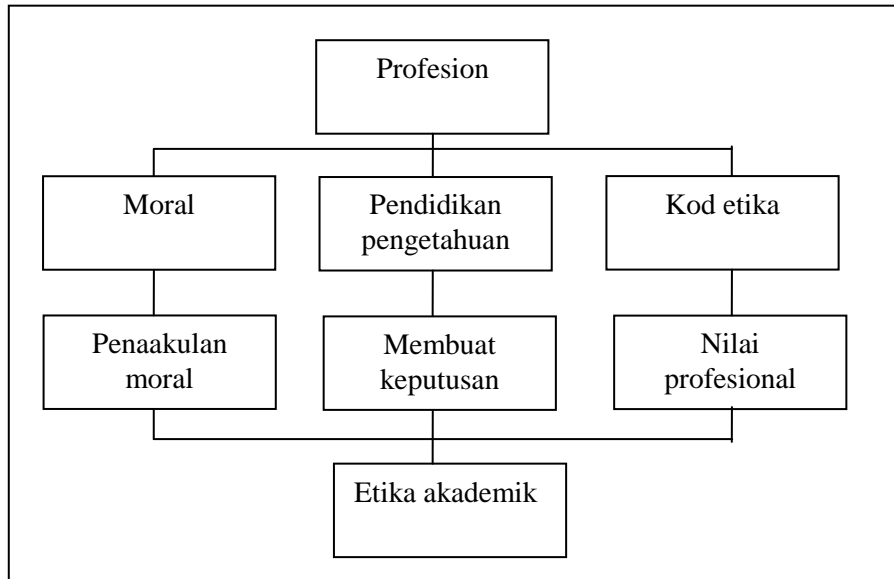 Profesion
Moral
Pendidikan
pengetahuan
Kod etika
Penaakulan
moral
Membuat
keputusan
Nilai
profesional
Etika akademik